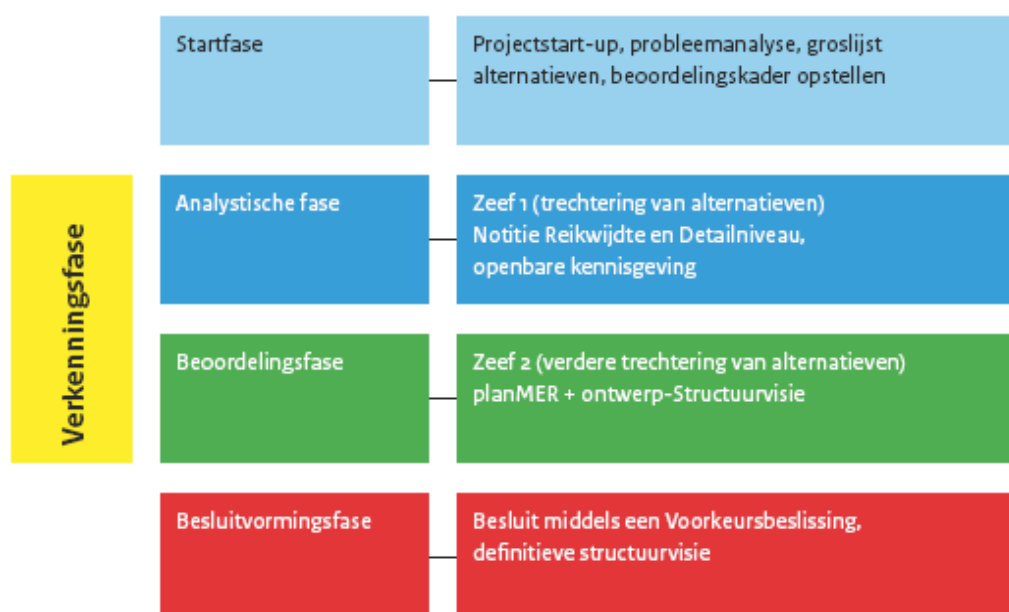 Startfase
Projectstart-up, probleemanalyse, groslijst
alternatieven, beoordelingskader opstellen
Verkenningsfase
Analystische fase
Zeef 1 (trechtering van alternatieven)
Notitie Reikwijdte en Detailniveau,
openbare kennisgeving
Beoordelingsfase
Zeef 2 (verdere trechtering van alternatieven)
planMER + ontwerp-Structuurvisie
Besluitvormingsfase
Besluit middels een Voorkeursbeslissing,
definitieve structuurvisie